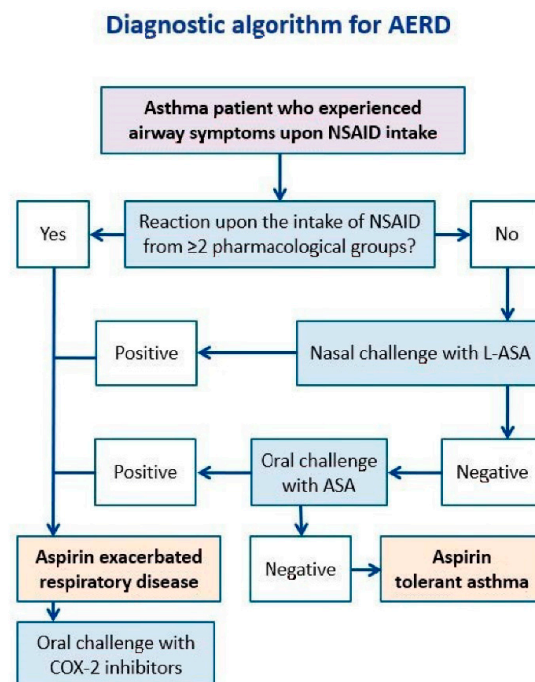 Diagnostic algorithm for AERD
Asthma patient who experienced
airway symptoms upon NSAID intake
Yes
Reaction upon the intake of NSAID
from ≥2 pharmacological groups?
No
Positive
Nasal challenge with L-ASA
Positive
Oral challenge
with ASA
Negative
Aspirin exacerbated
respiratory disease
Negative
Aspirin
tolerant asthma
Oral challenge with
COX-2 inhibitors